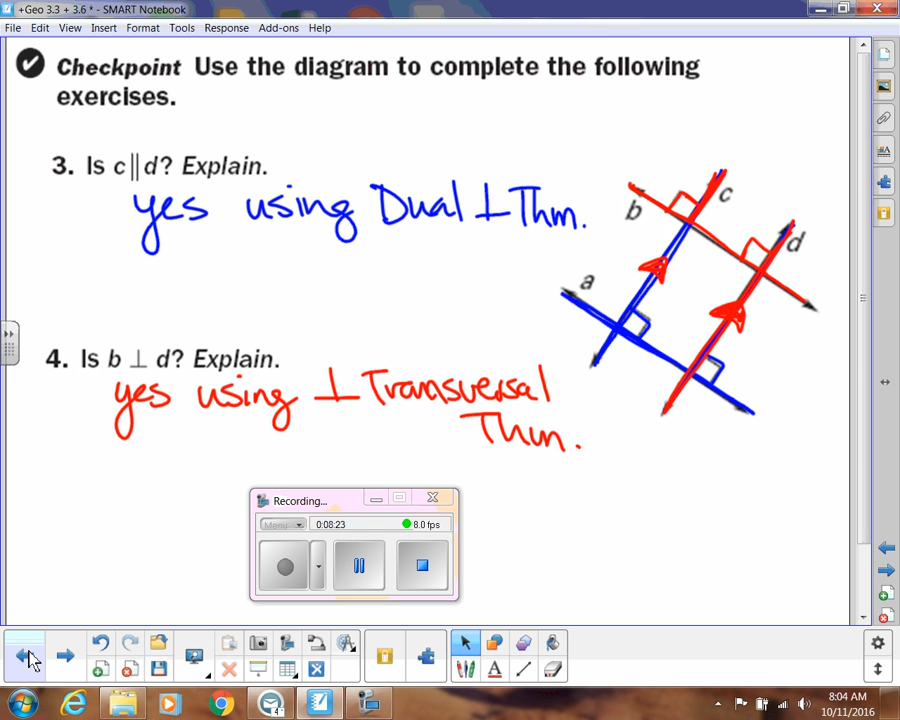 +Geo 3.3 + 3.6 * - SMART Notebook
File Edit View Insert Format Tools Response Add-ons Help
Checkpoint Use the diagram to complete the following
exercises.
3. Is c || d? Explain.
yes using Dual ⊥ Thm.
c
b
d
a
4. Is b ⊥ d? Explain.
yes using ⊥ Transversal
Thm.
Recording...
Menu 0:08:23 8.0 fps
A
4
8:04 AM
10/11/2016